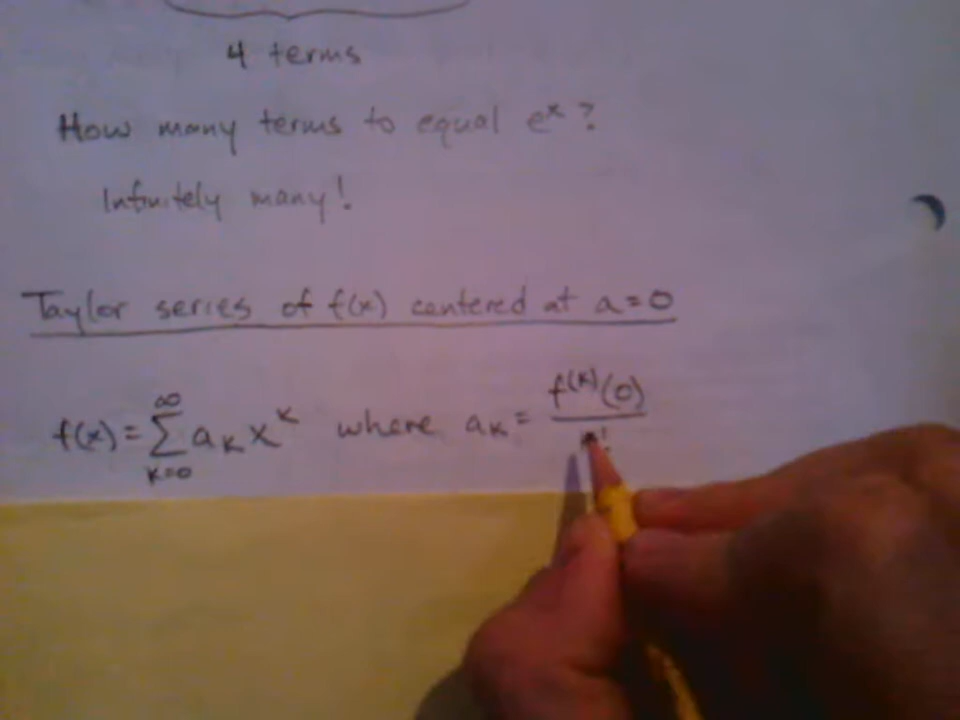 4 terms
How many terms to equal eˣ?
Infinitely many!
Taylor series of f(x) centered at a=0
f(x) = ∑_{k=0}^{∞} a_k x^k where a_k = f^{(k)}(0) / !